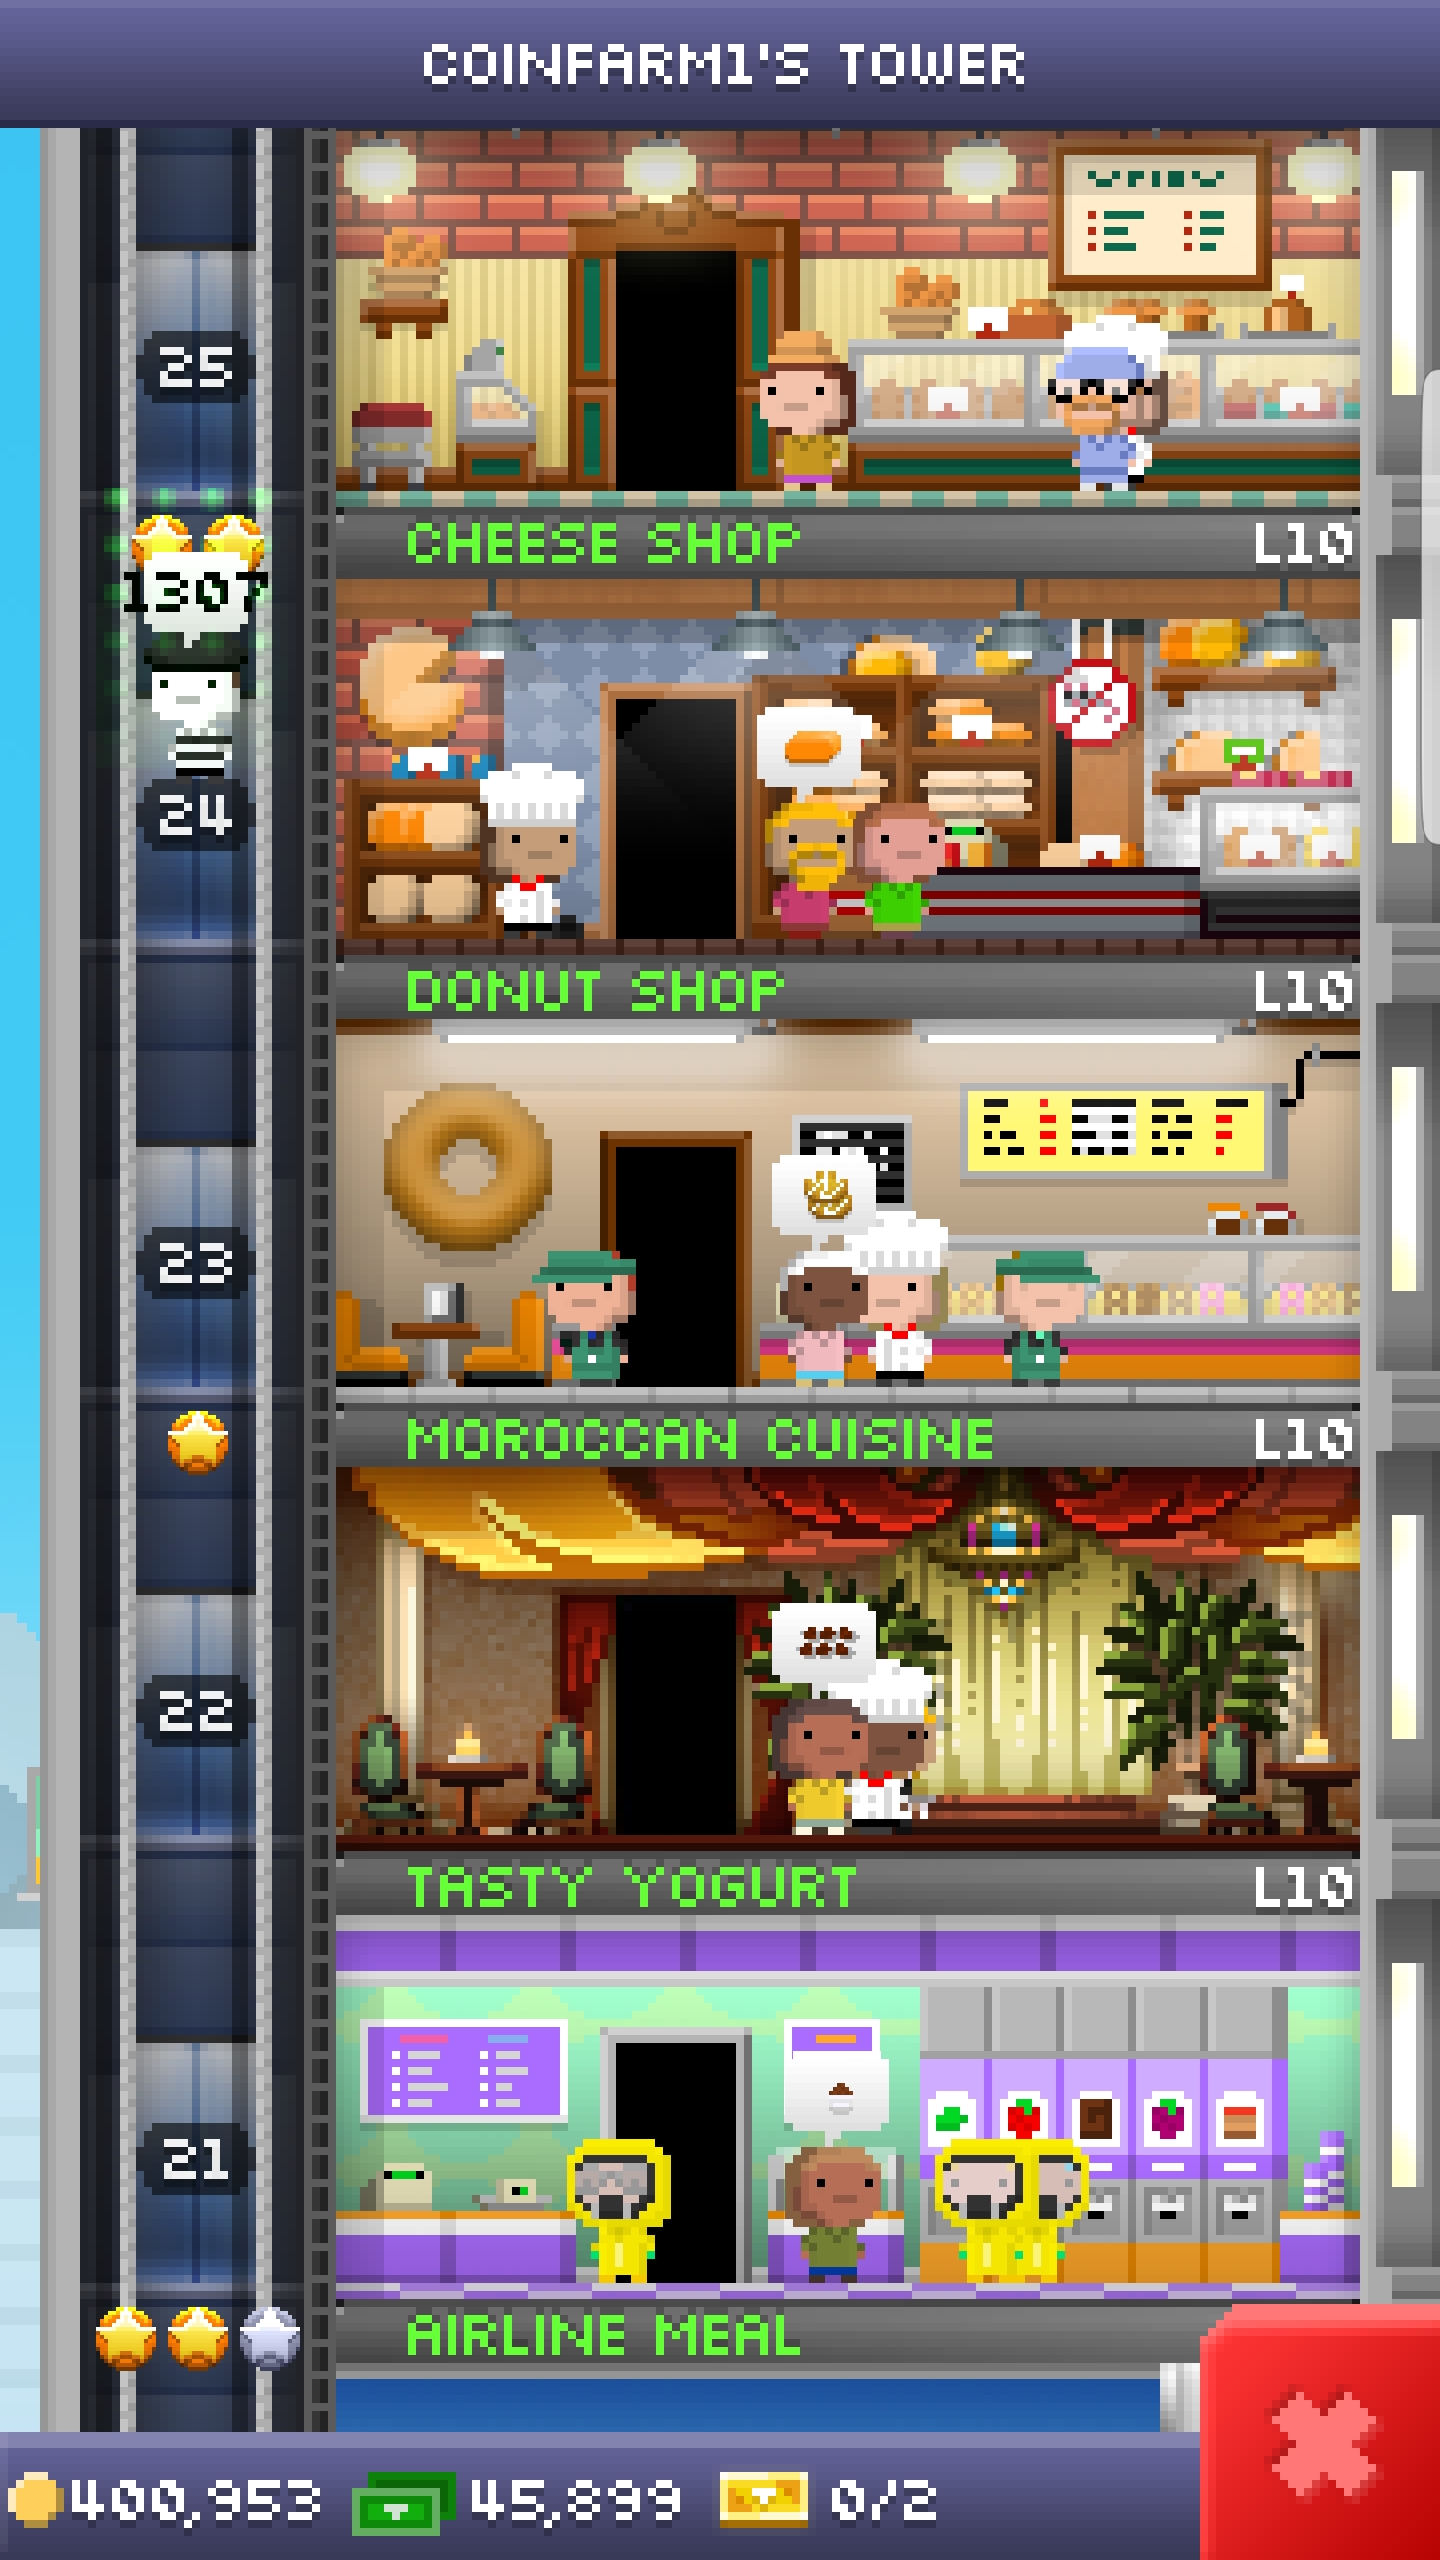 COINFARM1'S TOWER
25
CHEESE SHOP L10
1307
24
DONUT SHOP L10
23
MOROCCAN CUISINE L10
22
TASTY YOGURT L10
21
AIRLINE MEAL
400,953 45,899 0/2